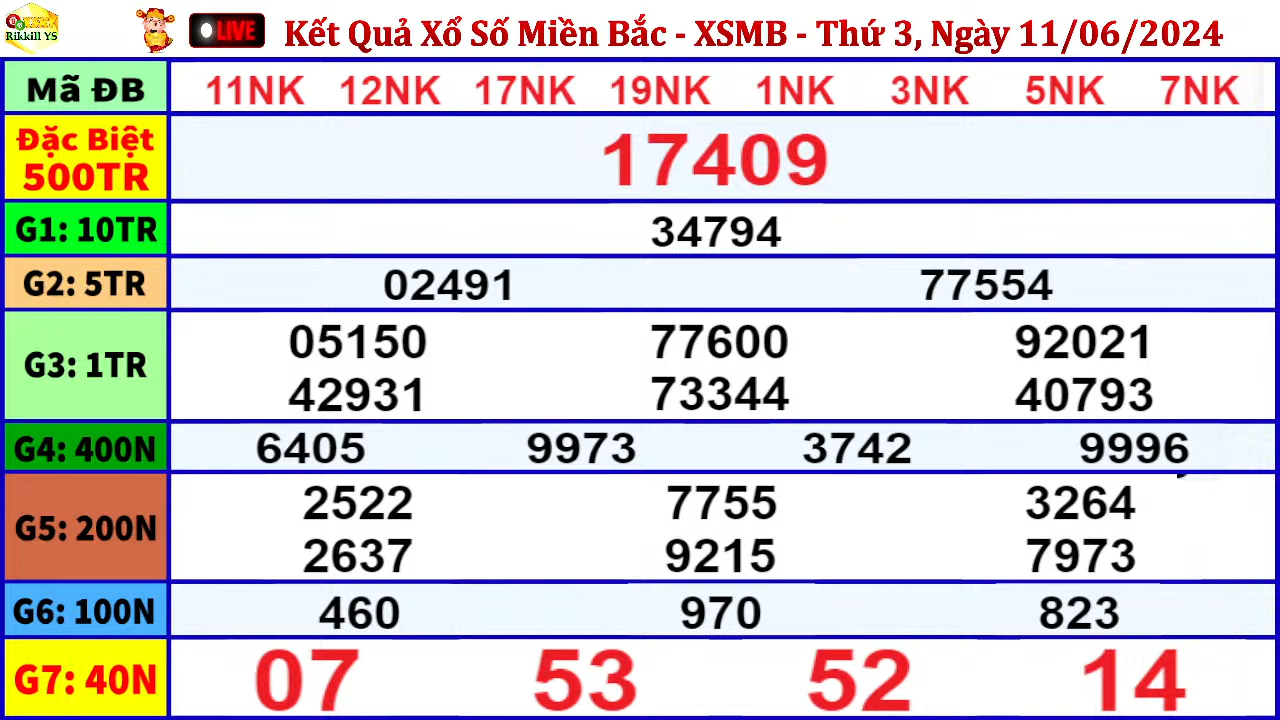 Rikkill YS
LIVE
Kết Quả Xổ Số Miền Bắc - XSMB - Thứ 3, Ngày 11/06/2024
Mã ĐB 11NK 12NK 17NK 19NK 1NK 3NK 5NK 7NK
Đặc Biệt
500TR
17409
G1: 10TR 34794
G2: 5TR 02491 77554
G3: 1TR
05150 77600 92021
42931 73344 40793
G4: 400N 6405 9973 3742 9996
G5: 200N
2522 7755 3264
2637 9215 7973
G6: 100N 460 970 823
G7: 40N 07 53 52 14